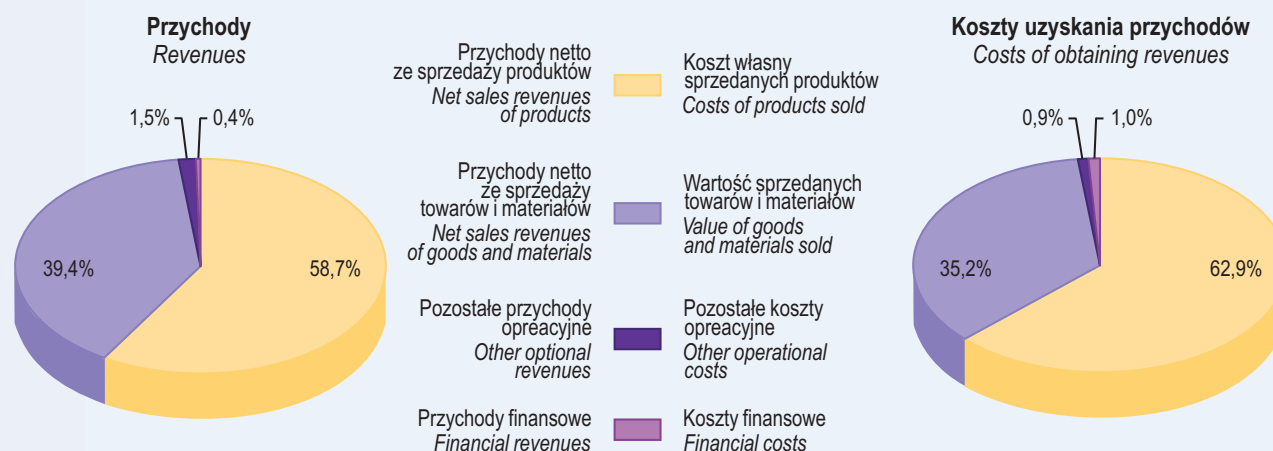 Przychody
Revenues
1,5%
0,4%
39,4%
58,7%
Przychody netto
ze sprzedaży produktów
Net sales revenues
of products
Koszt własny
sprzedanych produktów
Costs of products sold
Przychody netto
ze sprzedaży
towarów i materiałów
Net sales revenues
of goods and materials
Wartość sprzedanych
towarów i materiałów
Value of goods
and materials sold
Pozostałe przychody
opreacyjne
Other optional
revenues
Pozostałe koszty
opreacyjne
Other operational
costs
Przychody finansowe
Financial revenues
Koszty finansowe
Financial costs
Koszty uzyskania przychodów
Costs of obtaining revenues
0,9%
1,0%
35,2%
62,9%